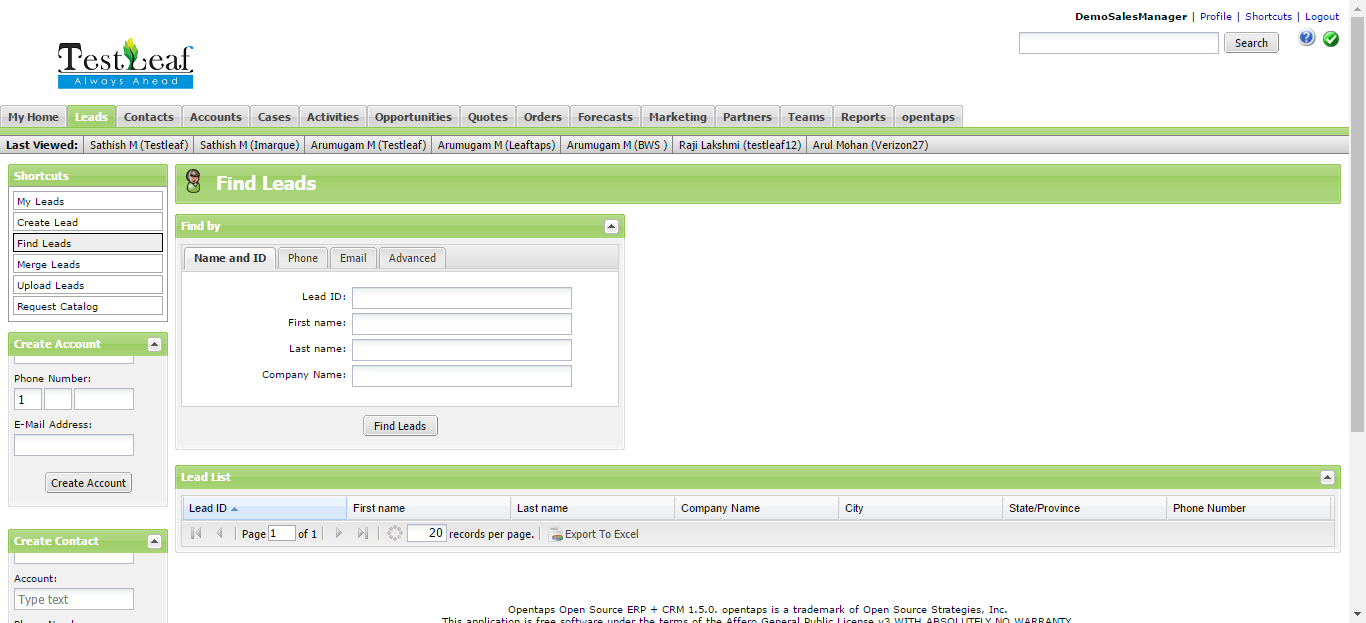 DemoSalesManager | Profile | Shortcuts | Logout
Search
TestLeaf
Always Ahead
My Home Leads Contacts Accounts Cases Activities Opportunities Quotes Orders Forecasts Marketing Partners Teams Reports opentaps
Last Viewed: Sathish M (Testleaf) Sathish M (Imarque) Arumugam M (Testleaf) Arumugam M (Leaftaps) Arumugam M (BWS ) Raji Lakshmi (testleaf12) Arul Mohan (Verizon27)
Shortcuts
My Leads
Create Lead
Find Leads
Merge Leads
Upload Leads
Request Catalog
Create Account
Phone Number:
1
E-Mail Address:
Create Account
Create Contact
Account:
Type text
Find Leads
Find by
Name and ID Phone Email Advanced
Lead ID:
First name:
Last name:
Company Name:
Find Leads
Lead List
Lead ID First name Last name Company Name City State/Province Phone Number
Page 1 of 1 20 records per page. Export To Excel
Opentaps Open Source ERP + CRM 1.5.0. opentaps is a trademark of Open Source Strategies, Inc.
This application is free software under the terms of the Affero General Public License v3 WITH ABSOLUTELY NO WARRANTY